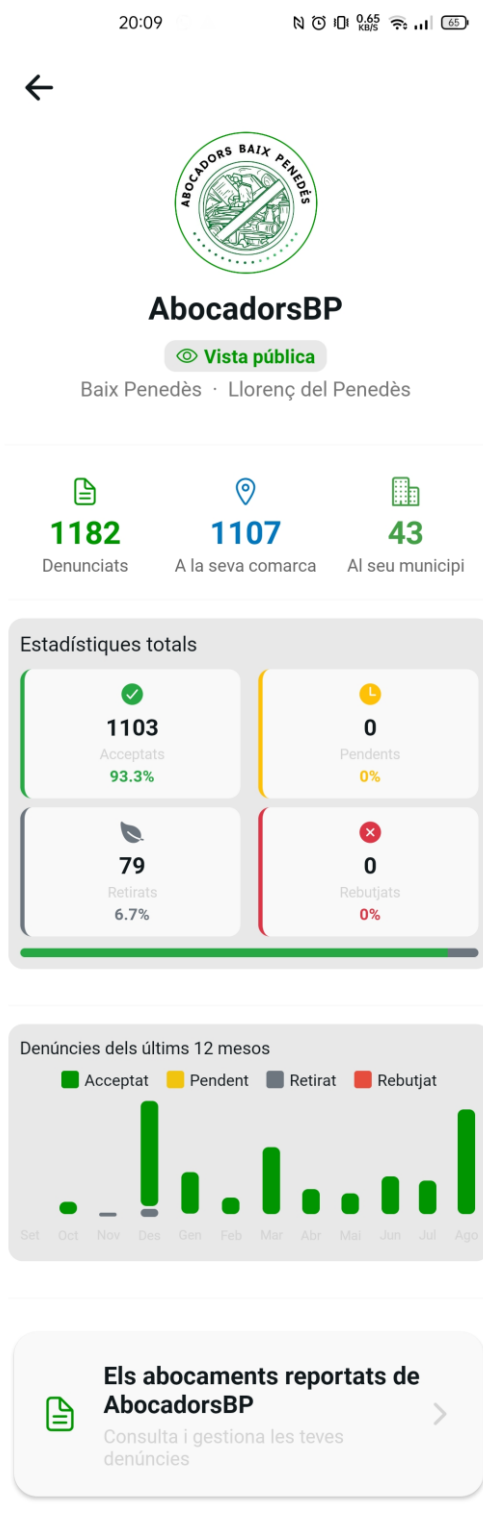 20:09
0.65
KB/S
65
ABOCADORS BAIX PENEDÈS
AbocadorsBP
Vista pública
Baix Penedès · Llorenç del Penedès
1182
1107
43
Denunciats
A la seva comarca
Al seu municipi
Estadístiques totals
1103
Acceptats
93.3%
0
Pendents
0%
79
Retirats
6.7%
0
Rebutjats
0%
Denúncies dels últims 12 mesos
Acceptat Pendent Retirat Rebutjat
Set Oct Nov Des Gen Feb Mar Abr Mai Jun Jul Ago
Els abocaments reportats de
AbocadorsBP
Consulta i gestiona les teves
denúncies